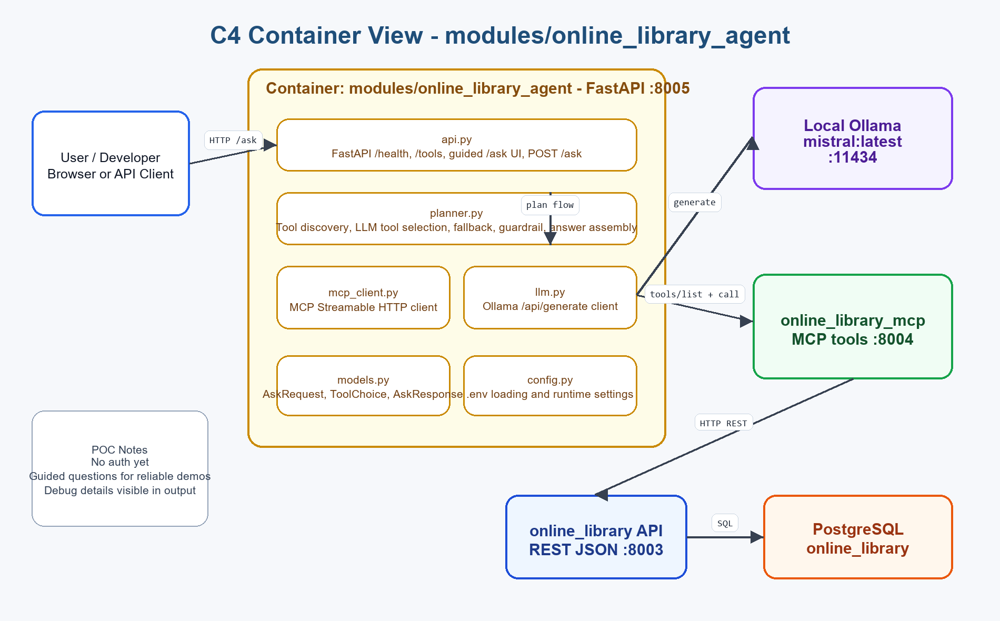 C4 Container View - modules/online_library_agent
Container: modules/online_library_agent - FastAPI :8005
User / Developer
Browser or API Client
HTTP /ask
api.py
FastAPI /health, /tools, guided /ask UI, POST /ask
planner.py
Tool discovery, LLM tool selection, fallback, guardrail, answer assembly
plan flow
mcp_client.py
MCP Streamable HTTP client
llm.py
Ollama /api/generate client
models.py
AskRequest, ToolChoice, AskResponse
config.py
.env loading and runtime settings
generate
Local Ollama
mistral:latest
:11434
tools/list + call
online_library_mcp
MCP tools :8004
HTTP REST
POC Notes
No auth yet
Guided questions for reliable demos
Debug details visible in output
online_library API
REST JSON :8003
SQL
PostgreSQL
online_library